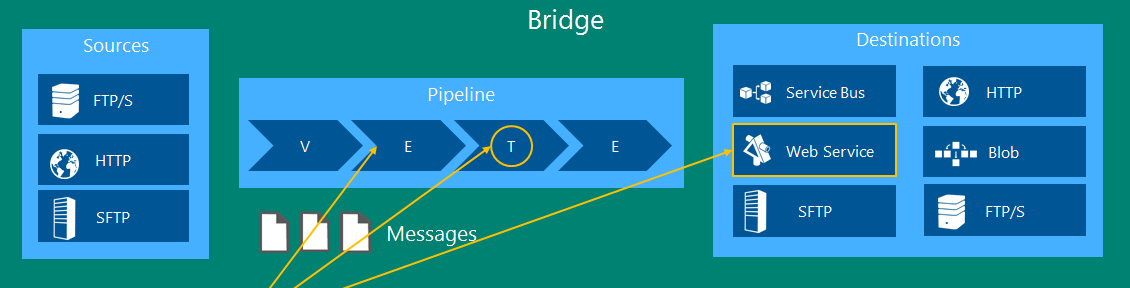 Bridge
Sources
FTP/S
HTTP
SFTP
Pipeline
V
E
T
E
Messages
Destinations
Service Bus
HTTP
Web Service
Blob
SFTP
FTP/S